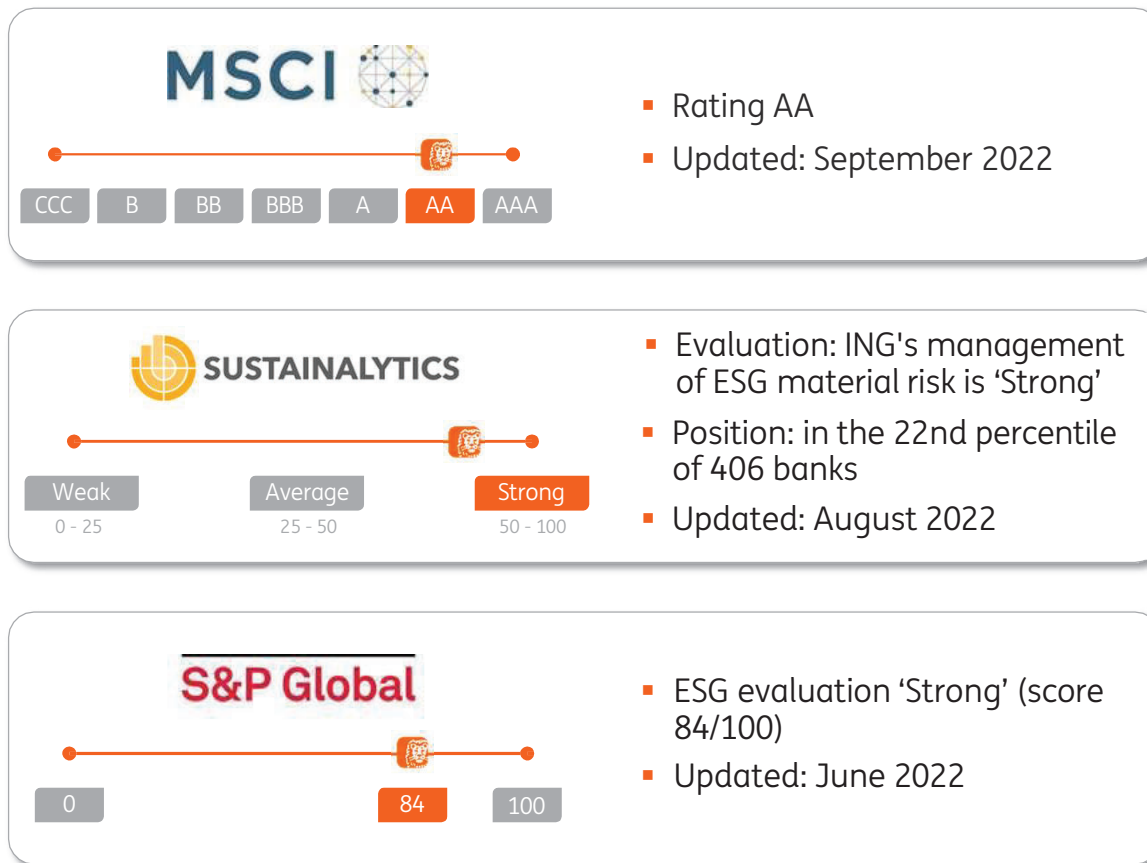 MSCI
CCC B BB BBB A AA AAA
▪ Rating AA
▪ Updated: September 2022
SUSTAINALYTICS
Weak Average Strong
0 - 25 25 - 50 50 - 100
▪ Evaluation: ING's management
of ESG material risk is ‘Strong’
▪ Position: in the 22nd percentile
of 406 banks
▪ Updated: August 2022
S&P Global
0 84 100
▪ ESG evaluation ‘Strong’ (score
84/100)
▪ Updated: June 2022